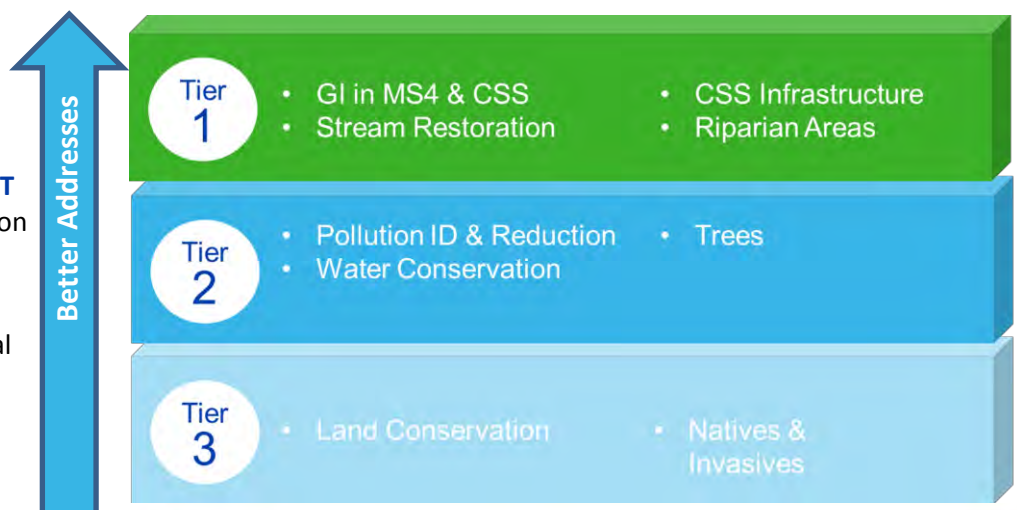 Better Addresses
T
on
al
Tier
1
• GI in MS4 & CSS
• Stream Restoration
• CSS Infrastructure
• Riparian Areas
Tier
2
• Pollution ID & Reduction
• Water Conservation
• Trees
Tier
3
• Land Conservation
• Natives &
Invasives